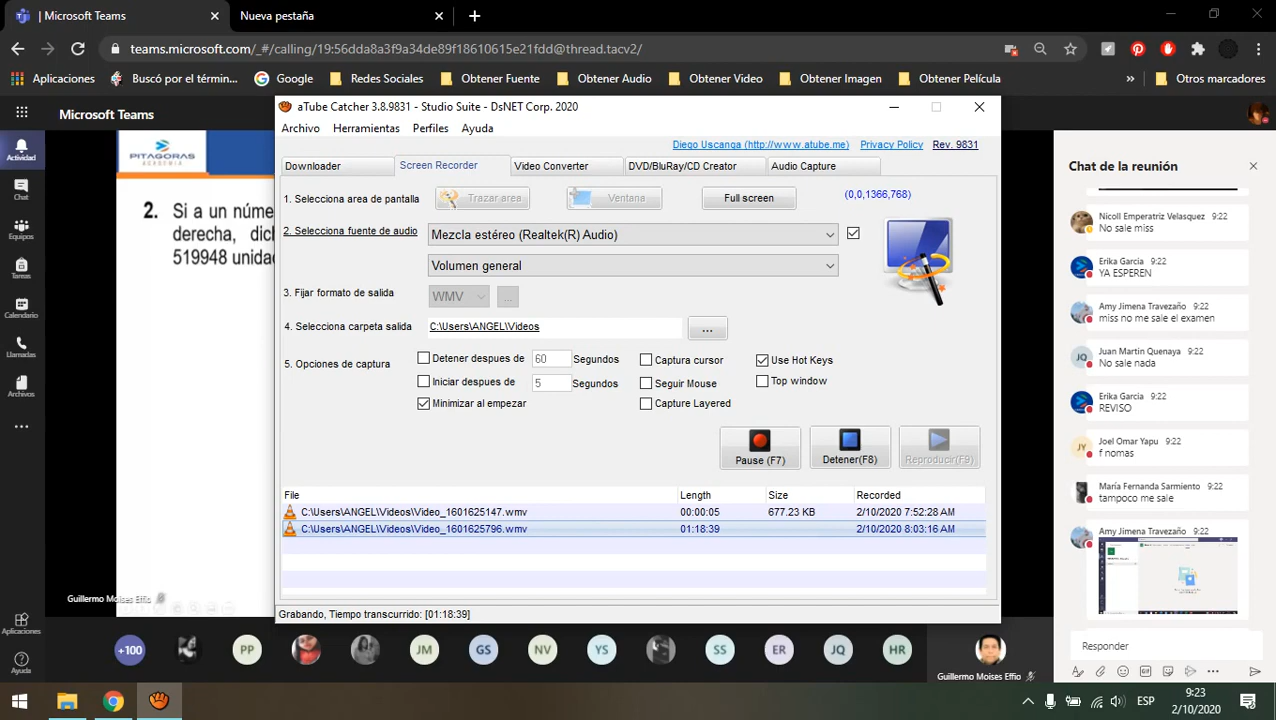 | Microsoft Teams
Nueva pestaña
teams.microsoft.com/_#/calling/19:56dda8a3f9a34de89f18610615e21fdd@thread.tacv2/
Aplicaciones
Buscó por el términ...
Google
Redes Sociales
Obtener Fuente
Obtener Audio
Obtener Video
Obtener Imagen
Obtener Película
»
Otros marcadores
Microsoft Teams
Actividad
Chat
Equipos
Tareas
Calendario
Llamadas
Archivos
...
Aplicaciones
Ayuda
PITAGORAS
ACADEMIA
2. Si a un núme
derecha, dic
519948 unida
Guillermo Moises Effio
aTube Catcher 3.8.9831 - Studio Suite - DsNET Corp. 2020
Archivo Herramientas Perfiles Ayuda
Diego Uscanga (http://www.atube.me) Privacy Policy Rev. 9831
Downloader Screen Recorder Video Converter DVD/BluRay/CD Creator Audio Capture
1. Selecciona area de pantalla Trazar area Ventana Full screen (0,0,1366,768)
2. Selecciona fuente de audio Mezcla estéreo (Realtek(R) Audio)
Volumen general
3. Fijar formato de salida WMV ...
4. Selecciona carpeta salida C:\Users\ANGEL\Videos ...
5. Opciones de captura Detener despues de 60 Segundos Captura cursor Use Hot Keys
Iniciar despues de 5 Segundos Seguir Mouse Top window
Minimizar al empezar Capture Layered
Pause (F7) Detener(F8) Reproducir(F9)
File Length Size Recorded
C:\Users\ANGEL\Videos\Video_1601625147.wmv 00:00:05 677.23 KB 2/10/2020 7:52:28 AM
C:\Users\ANGEL\Videos\Video_1601625796.wmv 01:18:39 2/10/2020 8:03:16 AM
Grabando, Tiempo transcurrido: [01:18:39]
Chat de la reunión
Nicoll Emperatriz Velasquez 9:22
No sale miss
Erika Garcia 9:22
YA ESPEREN
Amy Jimena Travezaño 9:22
miss no me sale el examen
JQ Juan Martin Quenaya 9:22
No sale nada
Erika Garcia 9:22
REVISO
JY Joel Omar Yapu 9:22
f nomas
María Fernanda Sarmiento 9:22
tampoco me sale
Amy Jimena Travezaño 9:22
Responder
GIF
...
+100 PP JM GS NV YS SS ER JQ HR
Guillermo Moises Effio
ESP
9:23
2/10/2020